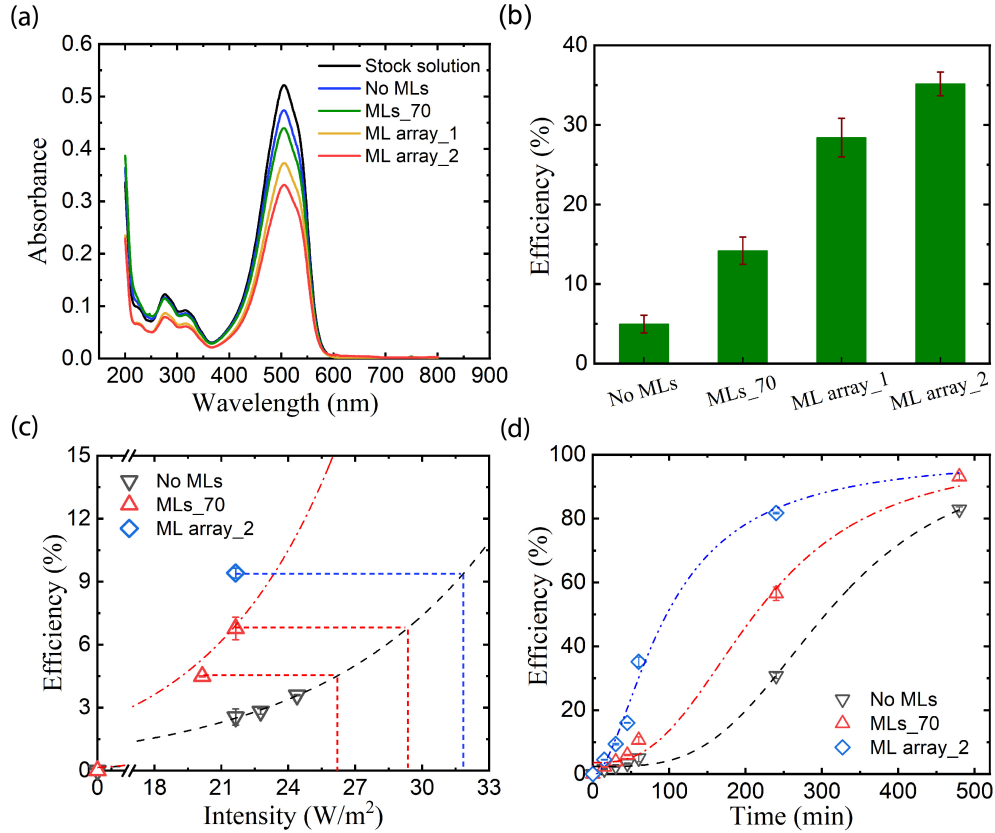 (a)
Absorbance
0.6
0.5
0.4
0.3
0.2
0.1
0.0
200 300 400 500 600 700 800 900
Wavelength (nm)
Stock solution
No MLs
MLs_70
ML array_1
ML array_2
(b)
Efficiency (%)
40
30
20
10
0
No MLs
MLs_70
ML array_1
ML array_2
(c)
Efficiency (%)
15
12
9
6
3
0
0 18 21 24 27 30 33
Intensity (W/m²)
No MLs
MLs_70
ML array_2
(d)
Efficiency (%)
100
80
60
40
20
0
0 100 200 300 400 500
Time (min)
No MLs
MLs_70
ML array_2